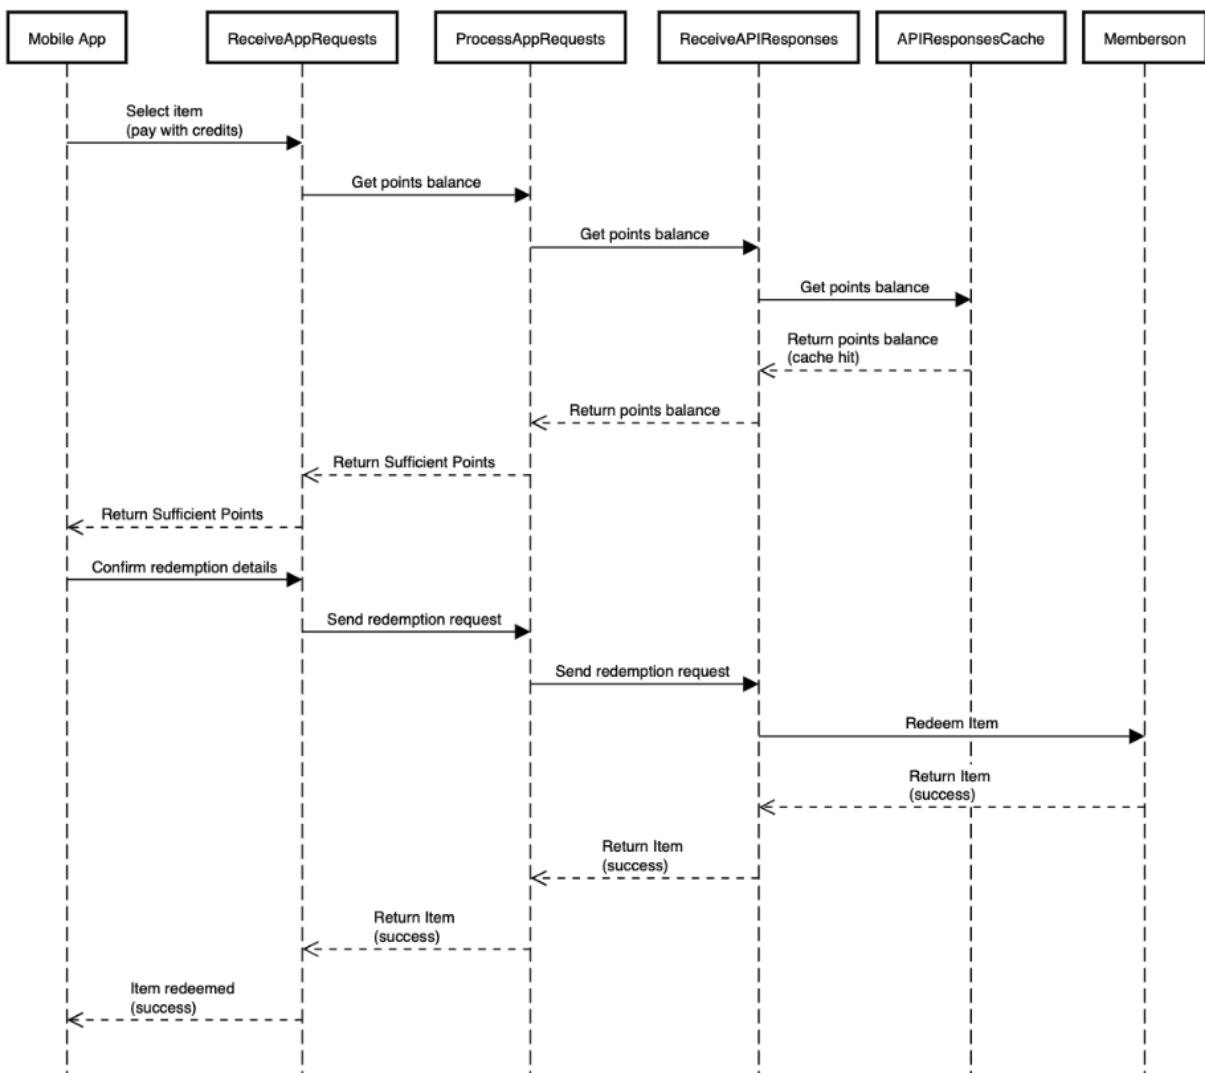 Mobile App
ReceiveAppRequests
ProcessAppRequests
ReceiveAPIResponses
APIResponsesCache
Memberson
Select item
(pay with credits)
Get points balance
Get points balance
Get points balance
Return points balance
(cache hit)
Return points balance
Return Sufficient Points
Return Sufficient Points
Confirm redemption details
Send redemption request
Send redemption request
Redeem Item
Return Item
(success)
Return Item
(success)
Return Item
(success)
Item redeemed
(success)